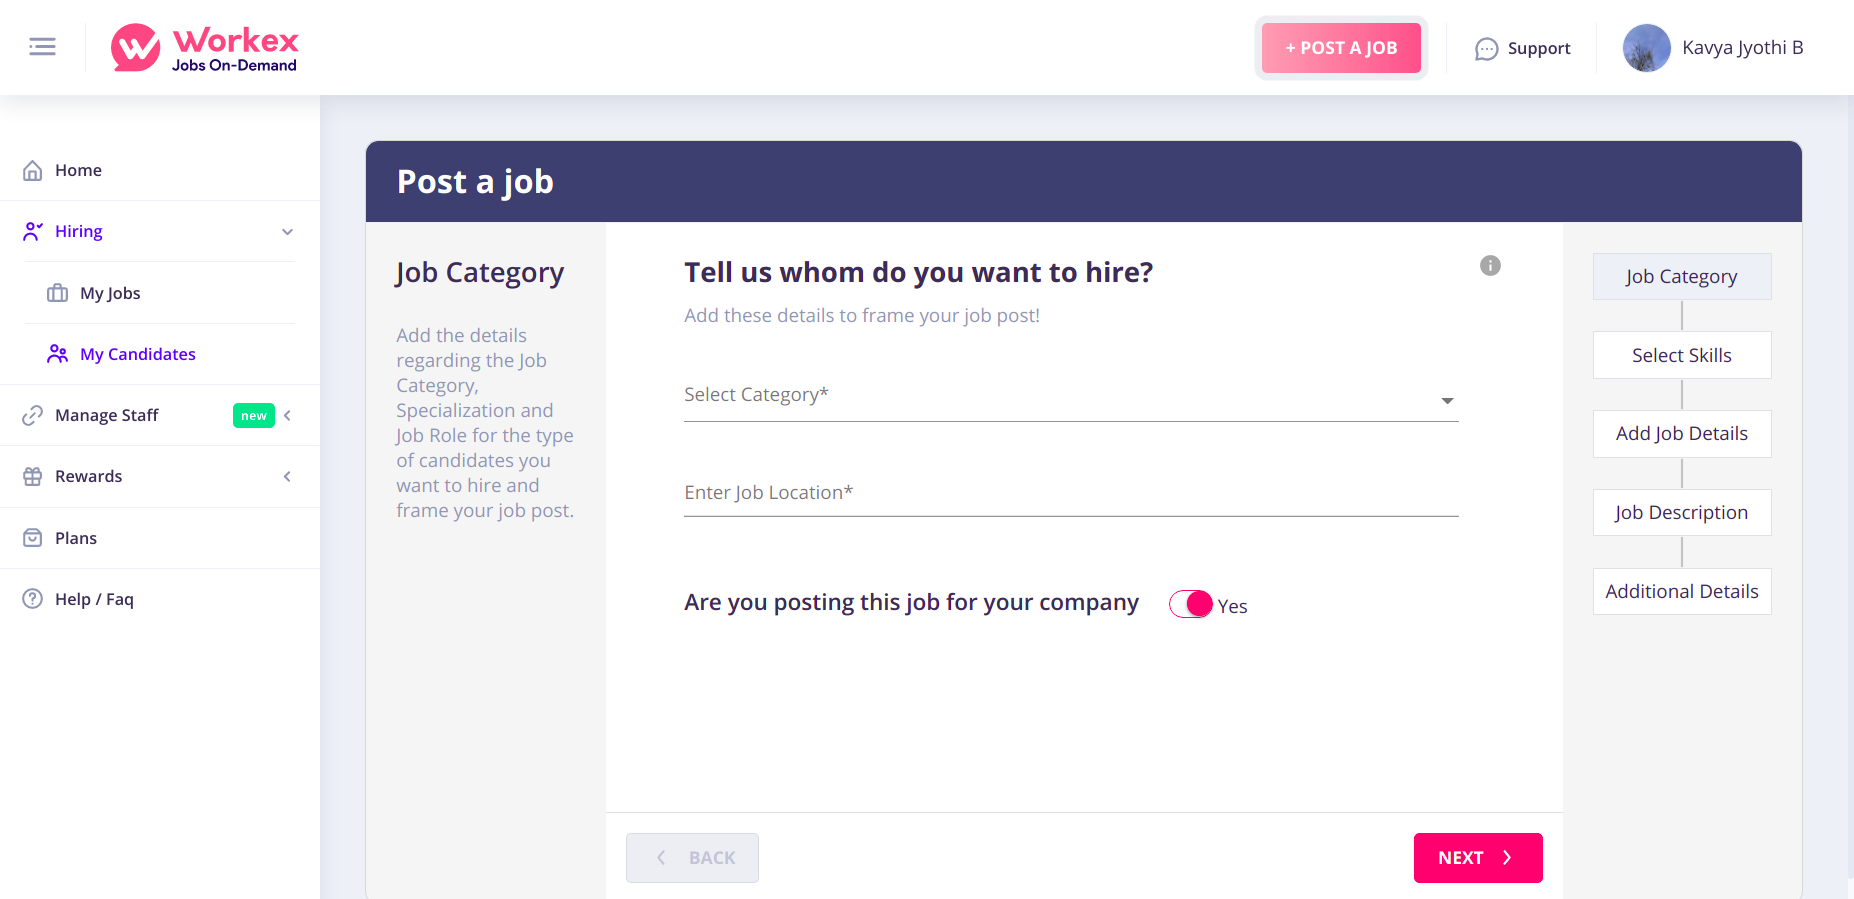 Workex
Jobs On-Demand
+ POST A JOB
Support
Kavya Jyothi B
Home
Hiring
My Jobs
My Candidates
Manage Staff
new
Rewards
Plans
Help / Faq
Post a job
Job Category
Add the details
regarding the Job
Category,
Specialization and
Job Role for the type
of candidates you
want to hire and
frame your job post.
Tell us whom do you want to hire?
Add these details to frame your job post!
Select Category*
Enter Job Location*
Are you posting this job for your company
Yes
BACK
NEXT
Job Category
Select Skills
Add Job Details
Job Description
Additional Details